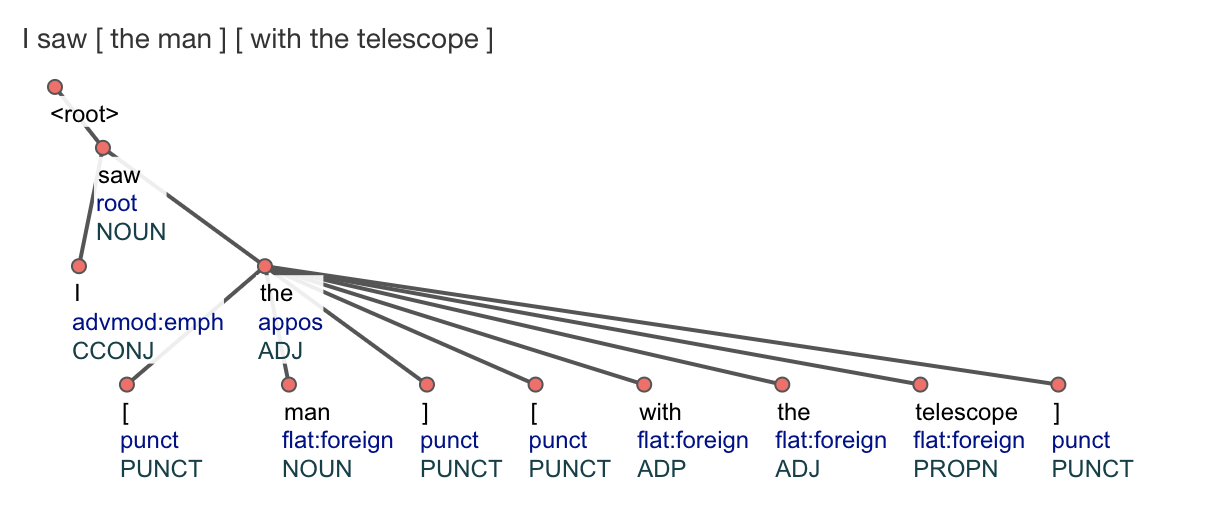 I saw [ the man ] [ with the telescope ]
<root>
saw
root
NOUN
I the
advmod:emph appos
CCONJ ADJ
[ man ] [ with the telescope ]
punct flat:foreign punct punct flat:foreign flat:foreign flat:foreign punct
PUNCT NOUN PUNCT PUNCT ADP ADJ PROPN PUNCT